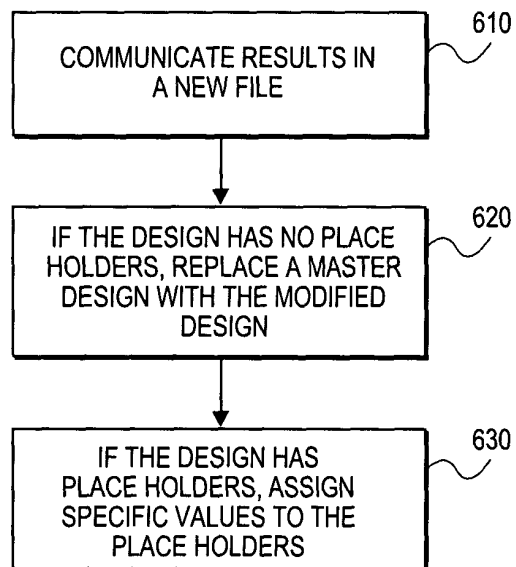 610
COMMUNICATE RESULTS IN
A NEW FILE
620
IF THE DESIGN HAS NO PLACE
HOLDERS, REPLACE A MASTER
DESIGN WITH THE MODIFIED
DESIGN
630
IF THE DESIGN HAS
PLACE HOLDERS, ASSIGN
SPECIFIC VALUES TO THE
PLACE HOLDERS